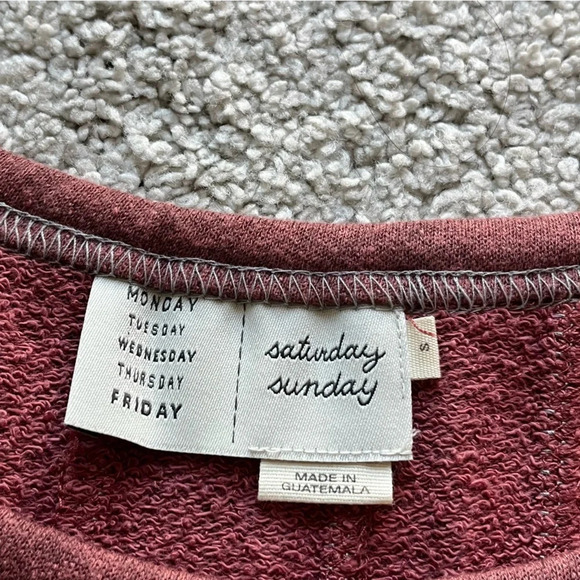 MONDAY
TUESDAY
WEDNESDAY
THURSDAY
FRIDAY
saturday
sunday
S
MADE IN
GUATEMALA